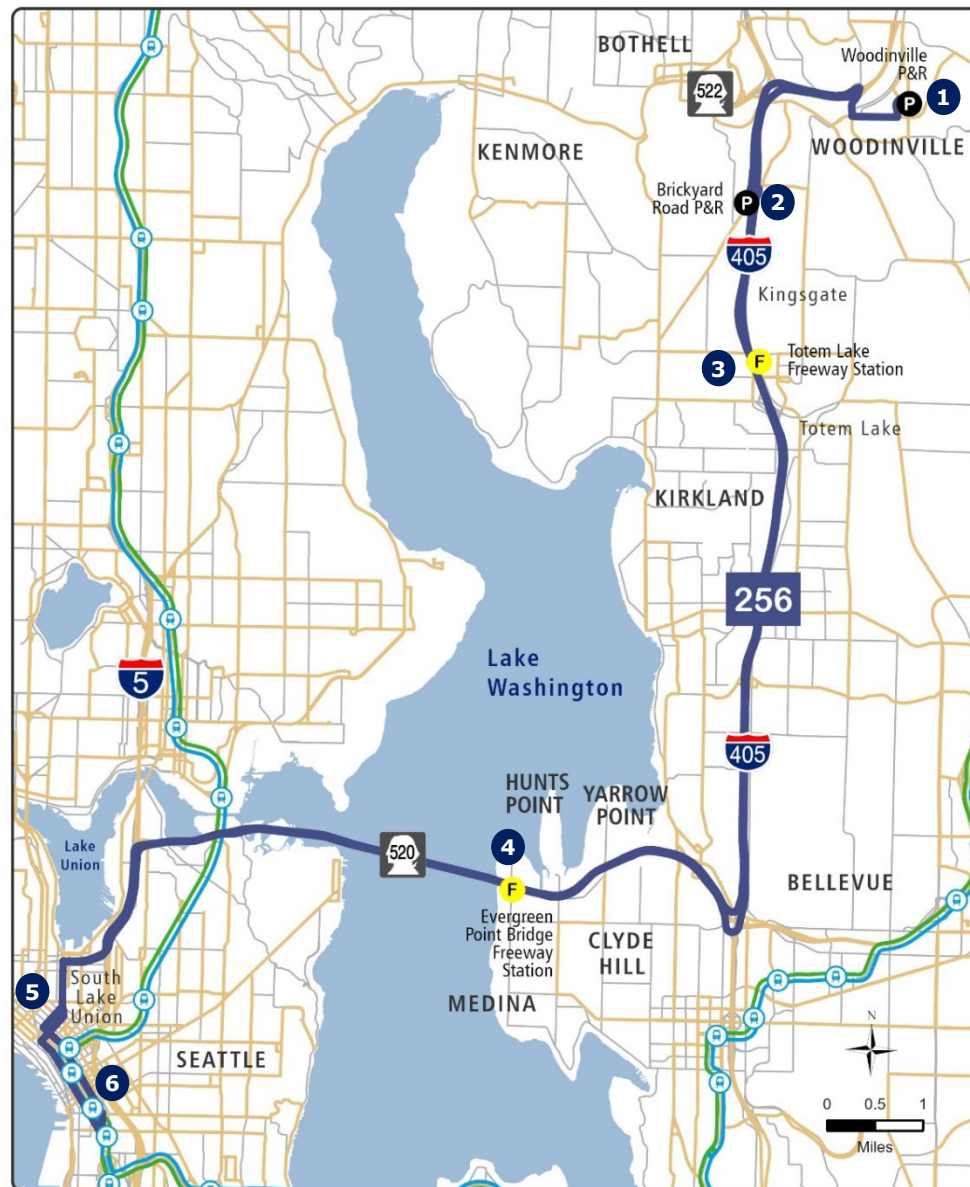 BOTHELL
522
Woodinville
P&R
P
1
WOODINVILLE
KENMORE
Brickyard
Road P&R
P
2
405
Kingsgate
3
F
Totem Lake
Freeway Station
Totem Lake
KIRKLAND
256
5
Lake
Washington
405
HUNTS
POINT
YARROW
POINT
Lake
Union
520
4
F
Evergreen
Point Bridge
Freeway
Station
BELLEVUE
CLYDE
HILL
MEDINA
5
South
Lake
Union
SEATTLE
6
N
0 0.5 1
Miles